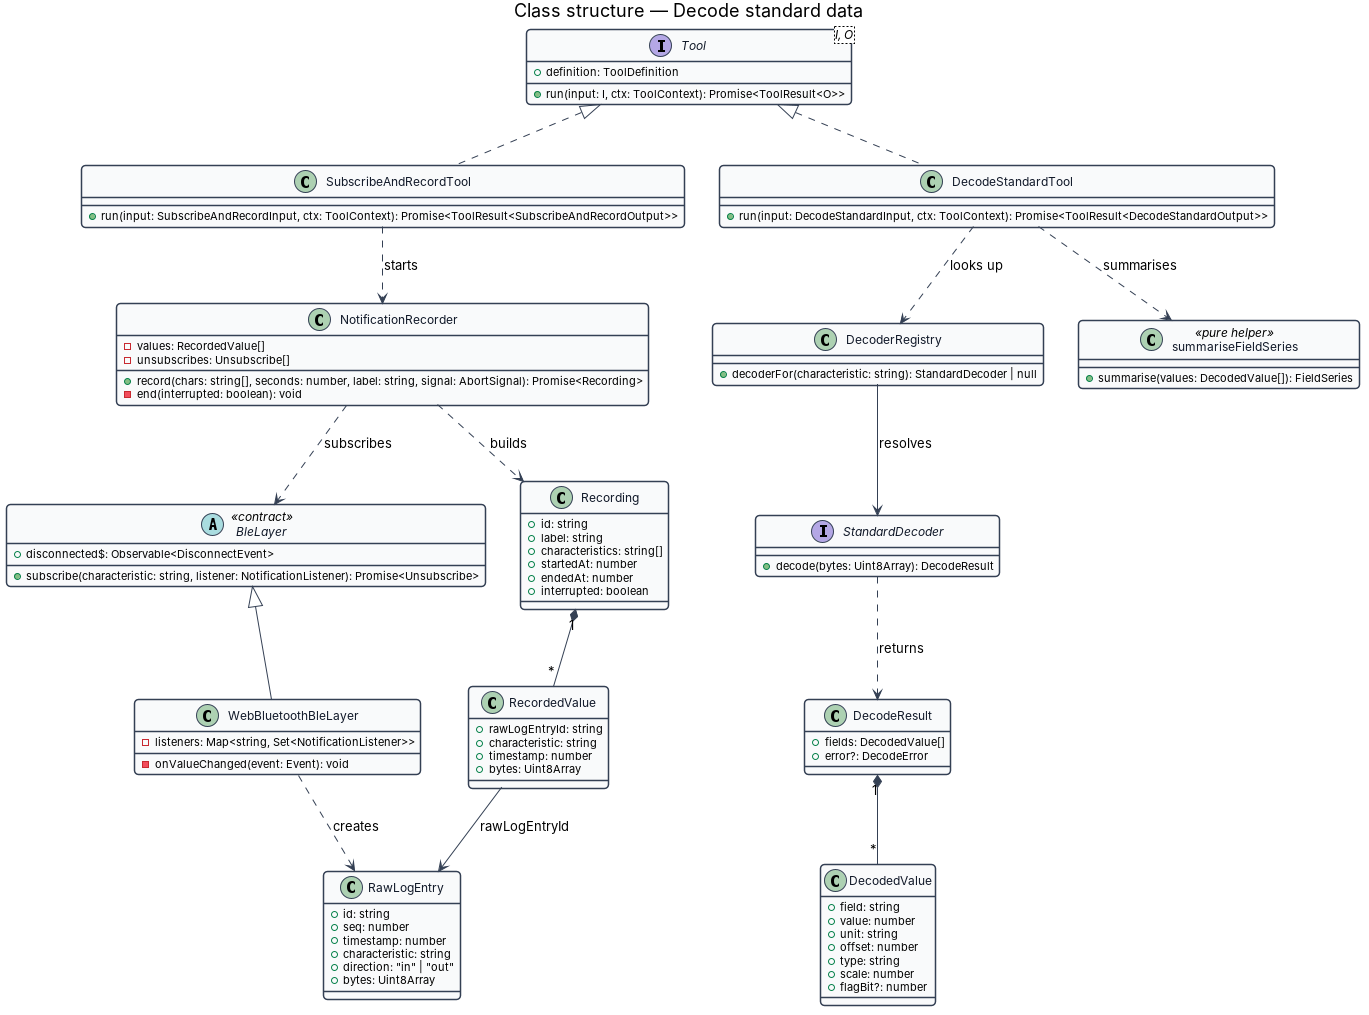 Class structure — Decode standard data
I, O
I Tool
definition: ToolDefinition
run(input: I, ctx: ToolContext): Promise<ToolResult<O>>
C SubscribeAndRecordTool
run(input: SubscribeAndRecordInput, ctx: ToolContext): Promise<ToolResult<SubscribeAndRecordOutput>>
C DecodeStandardTool
run(input: DecodeStandardInput, ctx: ToolContext): Promise<ToolResult<DecodeStandardOutput>>
starts
looks up
summarises
C NotificationRecorder
values: RecordedValue[]
unsubscribes: Unsubscribe[]
record(chars: string[], seconds: number, label: string, signal: AbortSignal): Promise<Recording>
end(interrupted: boolean): void
C DecoderRegistry
decoderFor(characteristic: string): StandardDecoder | null
C «pure helper»
summariseFieldSeries
summarise(values: DecodedValue[]): FieldSeries
subscribes
builds
resolves
A «contract»
BleLayer
disconnected$: Observable<DisconnectEvent>
subscribe(characteristic: string, listener: NotificationListener): Promise<Unsubscribe>
C Recording
id: string
label: string
characteristics: string[]
startedAt: number
endedAt: number
interrupted: boolean
I StandardDecoder
decode(bytes: Uint8Array): DecodeResult
1
*
returns
C WebBluetoothBleLayer
listeners: Map<string, Set<NotificationListener>>
onValueChanged(event: Event): void
C RecordedValue
rawLogEntryId: string
characteristic: string
timestamp: number
bytes: Uint8Array
C DecodeResult
fields: DecodedValue[]
error?: DecodeError
creates
rawLogEntryId
1
*
C RawLogEntry
id: string
seq: number
timestamp: number
characteristic: string
direction: "in" | "out"
bytes: Uint8Array
C DecodedValue
field: string
value: number
unit: string
offset: number
type: string
scale: number
flagBit?: number